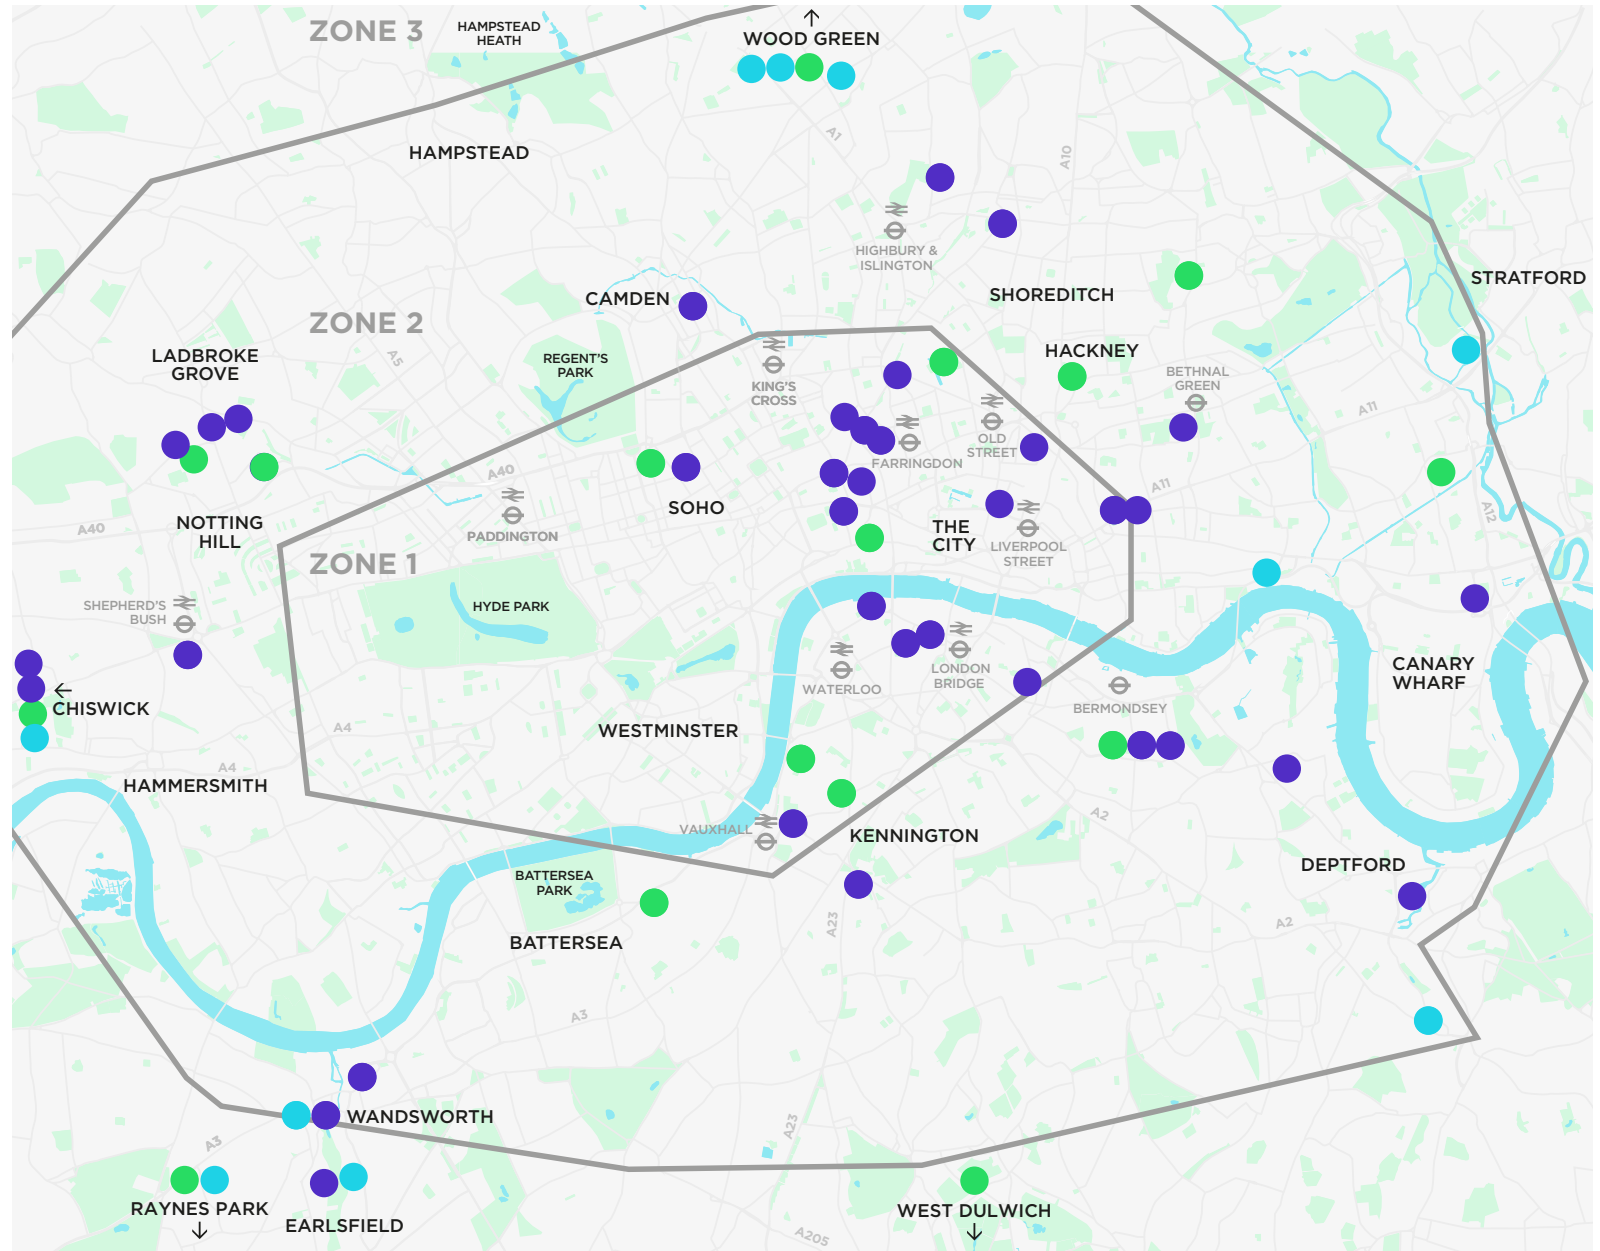 ZONE 3
HAMPSTEAD
HEATH
↑
WOOD GREEN
A1
HAMPSTEAD
A10
HIGHBURY &
ISLINGTON
STRATFORD
CAMDEN
SHOREDITCH
ZONE 2
LADBROKE
GROVE
A5
REGENT'S
PARK
KING'S
CROSS
HACKNEY
BETHNAL
GREEN
A11
OLD
STREET
FARRINGDON
A40
A11
SOHO
A12
NOTTING
HILL
A40
PADDINGTON
THE
CITY
LIVERPOOL
STREET
ZONE 1
SHEPHERD'S
BUSH
HYDE PARK
CANARY
WHARF
LONDON
BRIDGE
WATERLOO
←
CHISWICK
BERMONDSEY
A4
WESTMINSTER
A4
HAMMERSMITH
A2
VAUXHALL
KENNINGTON
DEPTFORD
BATTERSEA
PARK
A23
A2
BATTERSEA
A3
WANDSWORTH
A23
A3
RAYNES PARK
↓
EARLSFIELD
WEST DULWICH
↓
A205